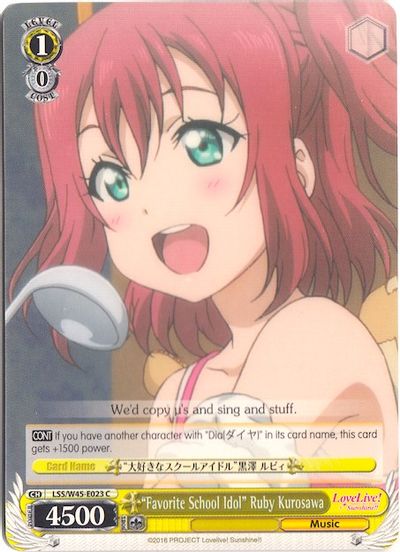 LEVEL
1
0
COST
We'd copy μ's and sing and stuff.
CONT If you have another character with "Dia[ダイヤ]" in its card name, this card
gets +1500 power.
Card Name
"大好きなスクールアイドル"黒澤 ルビィ
CH LSS/W45-E023 C
"Favorite School Idol" Ruby Kurosawa
LoveLive!
Sunshine!!
4500
Music
©2016 PROJECT Lovelive! Sunshine!!